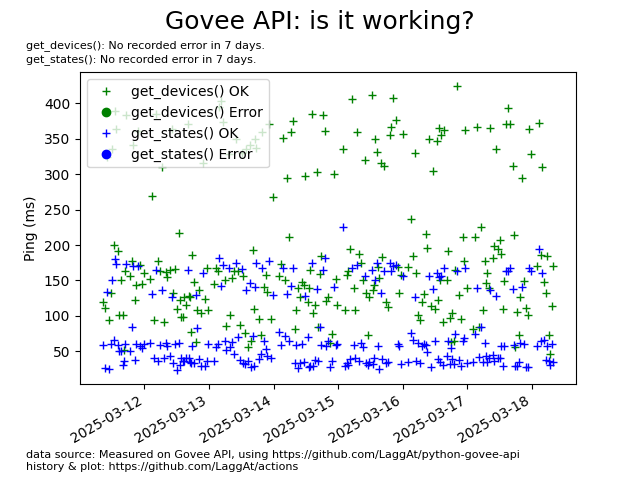 Govee API: is it working?
get_devices(): No recorded error in 7 days.
get_states(): No recorded error in 7 days.
get_devices() OK
get_devices() Error
get_states() OK
get_states() Error
Ping (ms)
400
350
300
250
200
150
100
50
2025-03-12
2025-03-13
2025-03-14
2025-03-15
2025-03-16
2025-03-17
2025-03-18
data source: Measured on Govee API, using https://github.com/LaggAt/python-govee-api
history & plot: https://github.com/LaggAt/actions